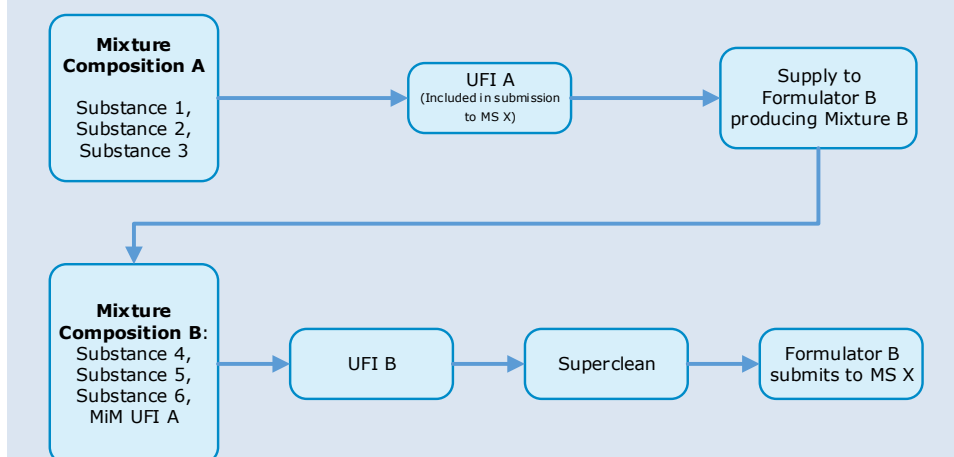 Mixture
Composition A
Substance 1,
Substance 2,
Substance 3
UFI A
(Included in submission
to MS X)
Supply to
Formulator B
producing Mixture B
Mixture
Composition B:
Substance 4,
Substance 5,
Substance 6,
MiM UFI A
UFI B
Superclean
Formulator B
submits to MS X